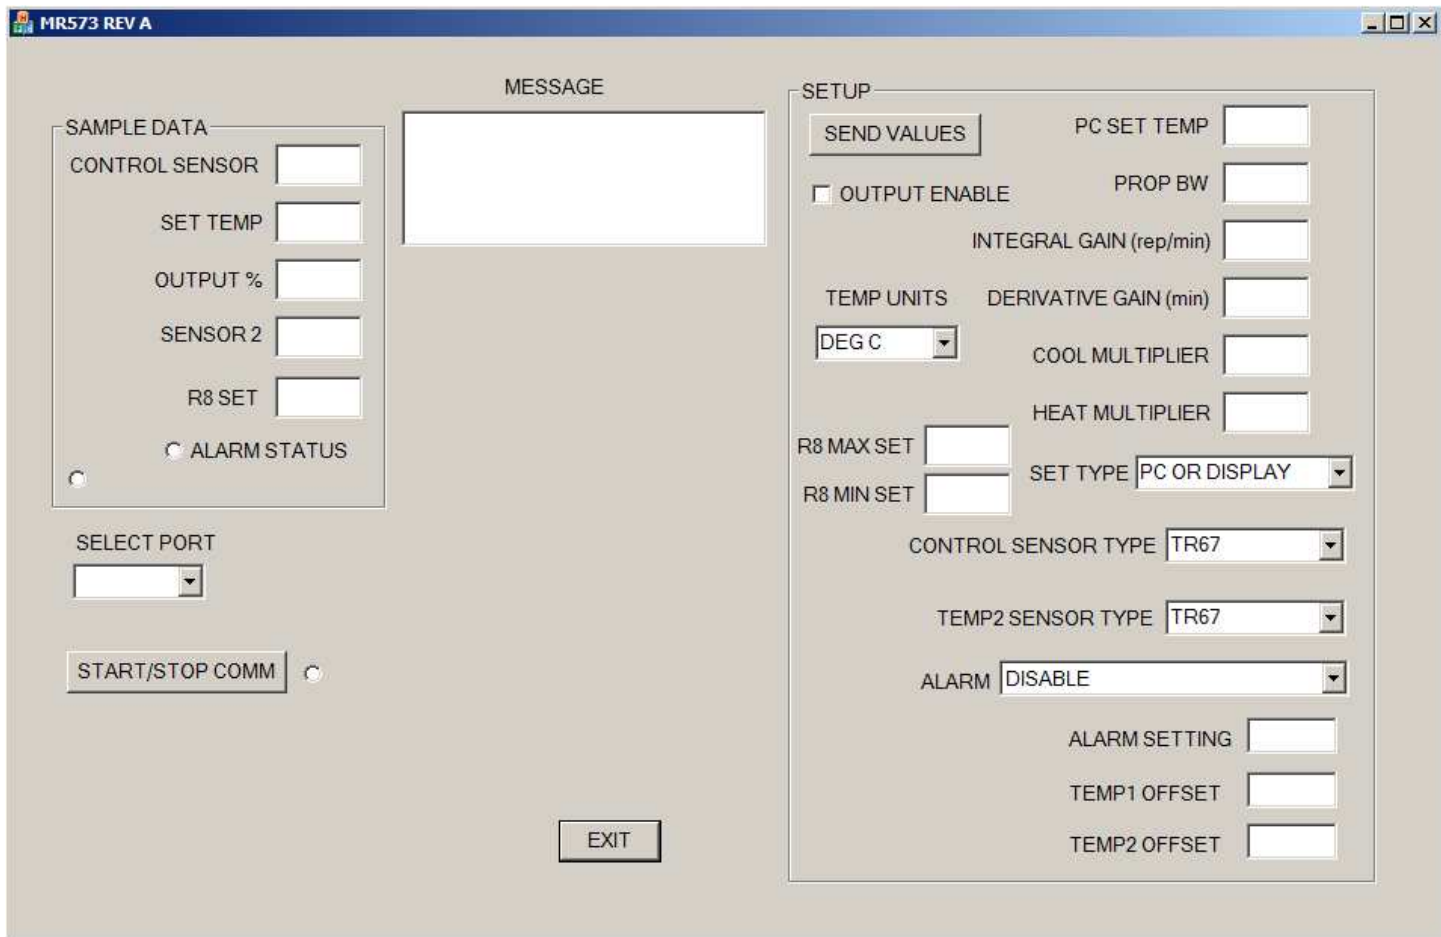 MR573 REV A
MESSAGE
SAMPLE DATA
CONTROL SENSOR
SET TEMP
OUTPUT %
SENSOR 2
R8 SET
ALARM STATUS
SELECT PORT
START/STOP COMM
EXIT
SETUP
SEND VALUES
PC SET TEMP
OUTPUT ENABLE
PROP BW
INTEGRAL GAIN (rep/min)
TEMP UNITS
DERIVATIVE GAIN (min)
DEG C
COOL MULTIPLIER
HEAT MULTIPLIER
R8 MAX SET
R8 MIN SET
SET TYPE PC OR DISPLAY
CONTROL SENSOR TYPE TR67
TEMP2 SENSOR TYPE TR67
ALARM DISABLE
ALARM SETTING
TEMP1 OFFSET
TEMP2 OFFSET